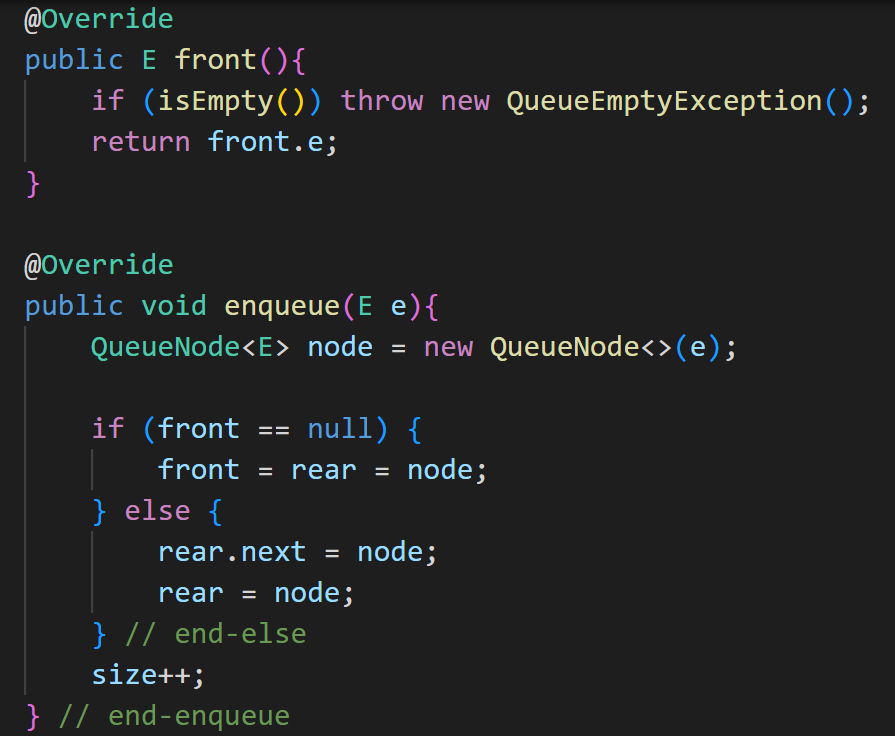 @Override
public E front(){
    if (isEmpty()) throw new QueueEmptyException();
    return front.e;
}

@Override
public void enqueue(E e){
    QueueNode<E> node = new QueueNode<>(e);

    if (front == null) {
        front = rear = node;
    } else {
        rear.next = node;
        rear = node;
    } // end-else
    size++;
} // end-enqueue